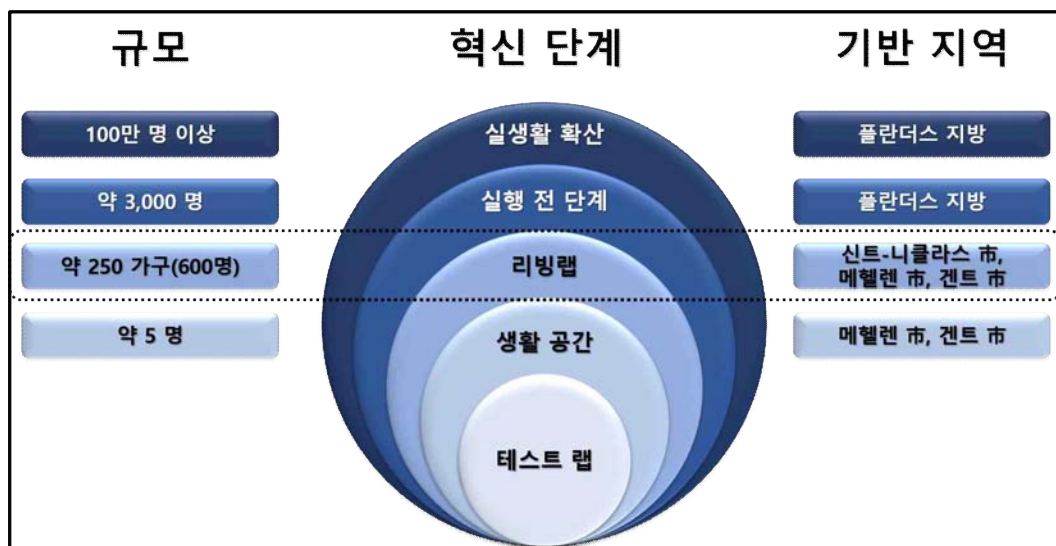 규모 혁신 단계 기반 지역
100만 명 이상 실생활 확산 플란더스 지방
약 3,000 명 실행 전 단계 플란더스 지방
약 250 가구(600명) 리빙랩 신트-니클라스 市,
메헬렌 市, 겐트 市
약 5 명 생활 공간 메헬렌 市, 겐트 市
테스트 랩